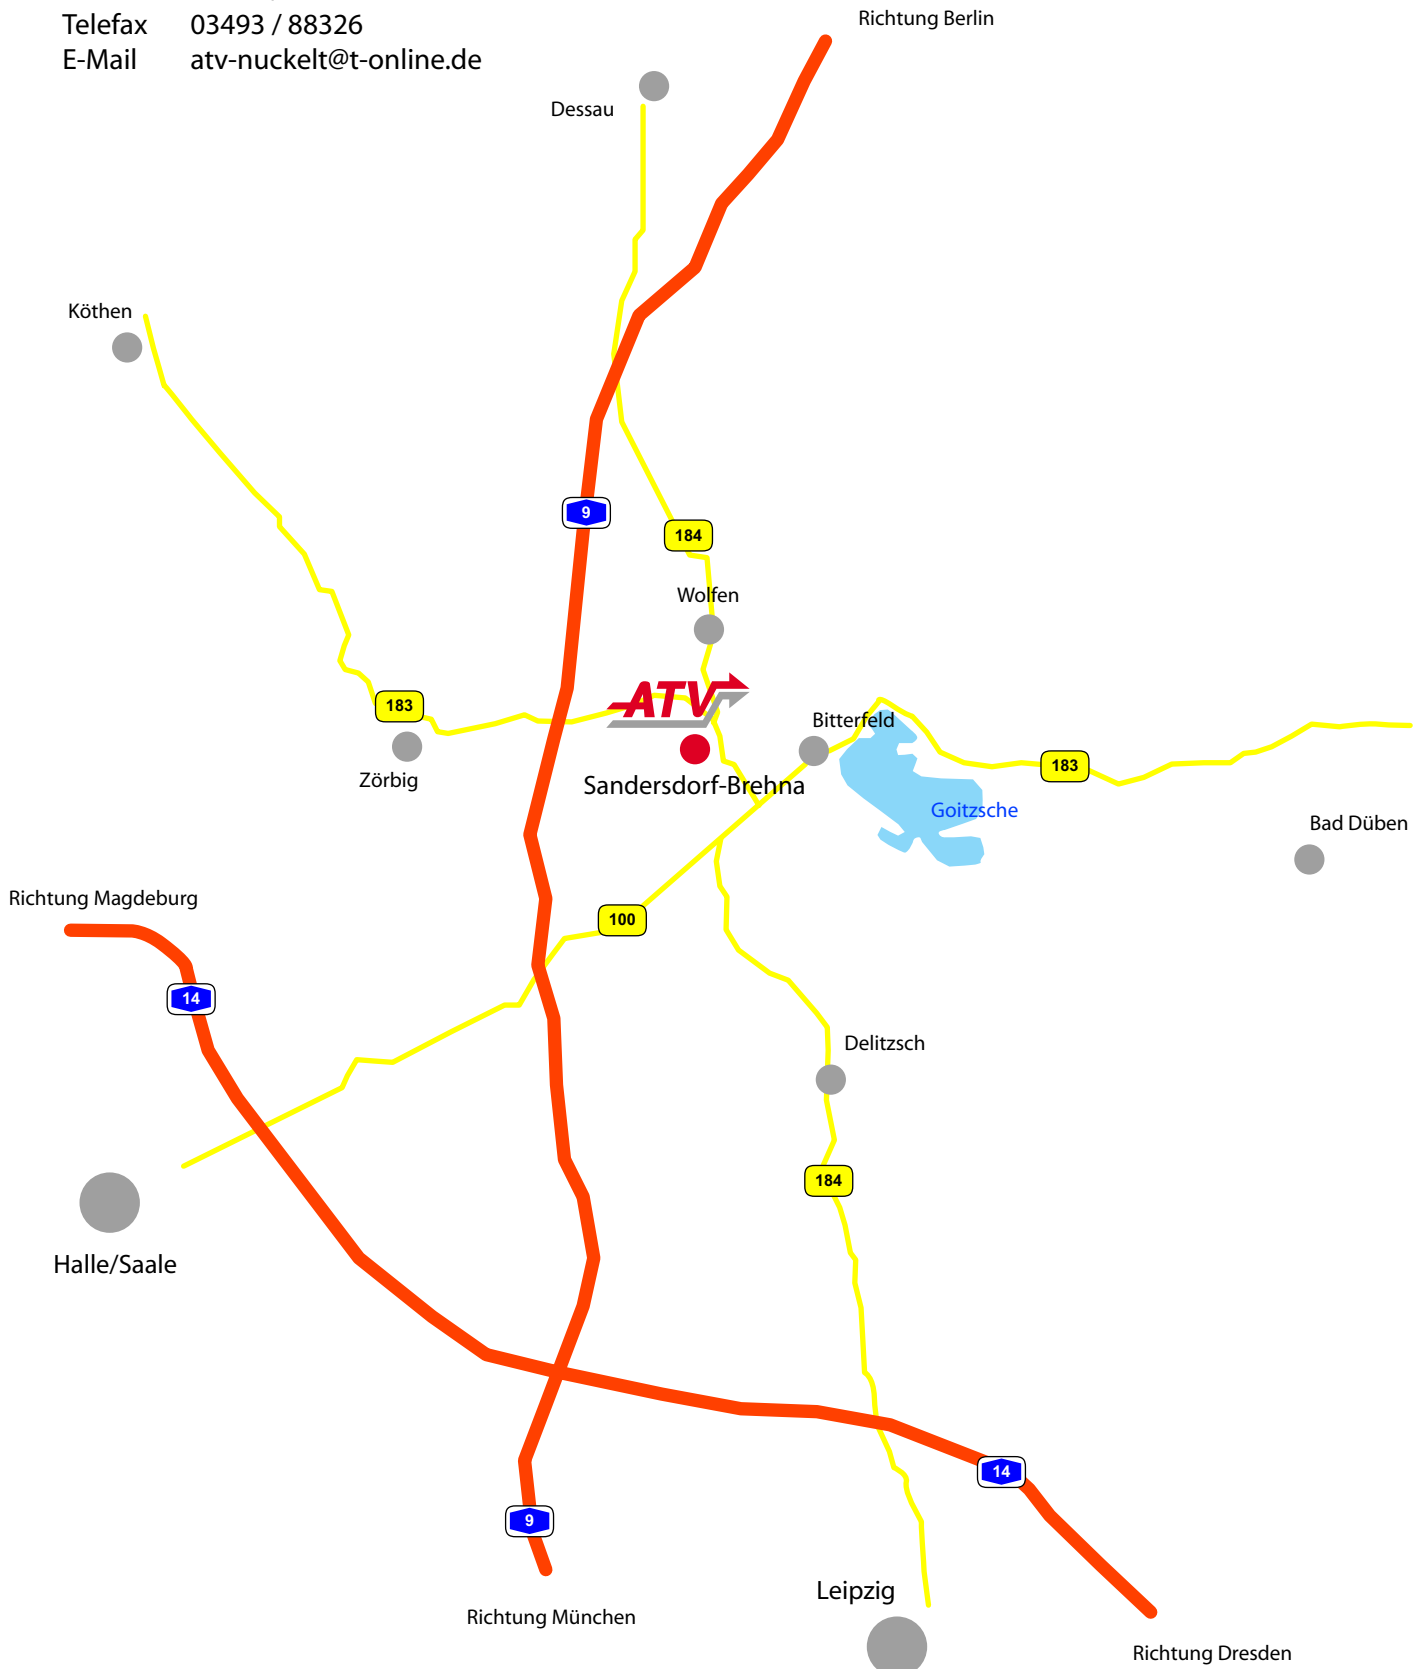 Telefax 03493 / 88326
E-Mail atv-nuckelt@t-online.de
Richtung Berlin
Dessau
Köthen
9
184
Wolfen
ATV
183
Bitterfeld
Zörbig
Sandersdorf-Brehna
183
Goitzsche
Bad Düben
Richtung Magdeburg
100
14
Delitzsch
184
Halle/Saale
14
9
Leipzig
Richtung München
Richtung Dresden